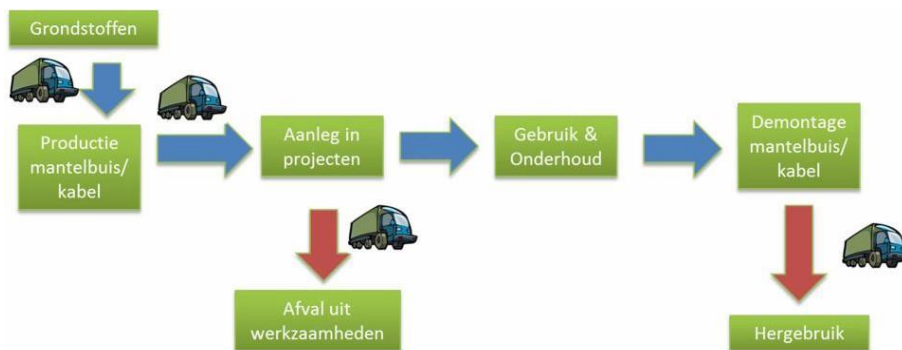 Grondstoffen
Productie
mantelbuis/
kabel
Aanleg in
projecten
Gebruik &
Onderhoud
Demontage
mantelbuis/
kabel
Afval uit
werkzaamheden
Hergebruik